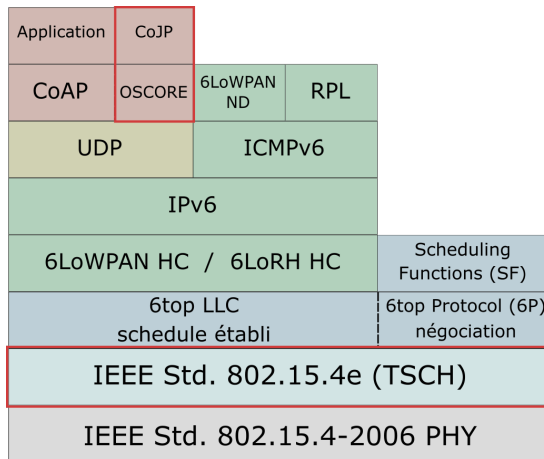 Application CoJP
CoAP OSCORE 6LoWPAN ND RPL
UDP ICMPv6
IPv6
6LoWPAN HC / 6LoRH HC
Scheling
Functions (SF)
6top LLC
schedule établi
6top Protocol (6P)
négociation
IEEE Std. 802.15.4e (TSCH)
IEEE Std. 802.15.4-2006 PHY